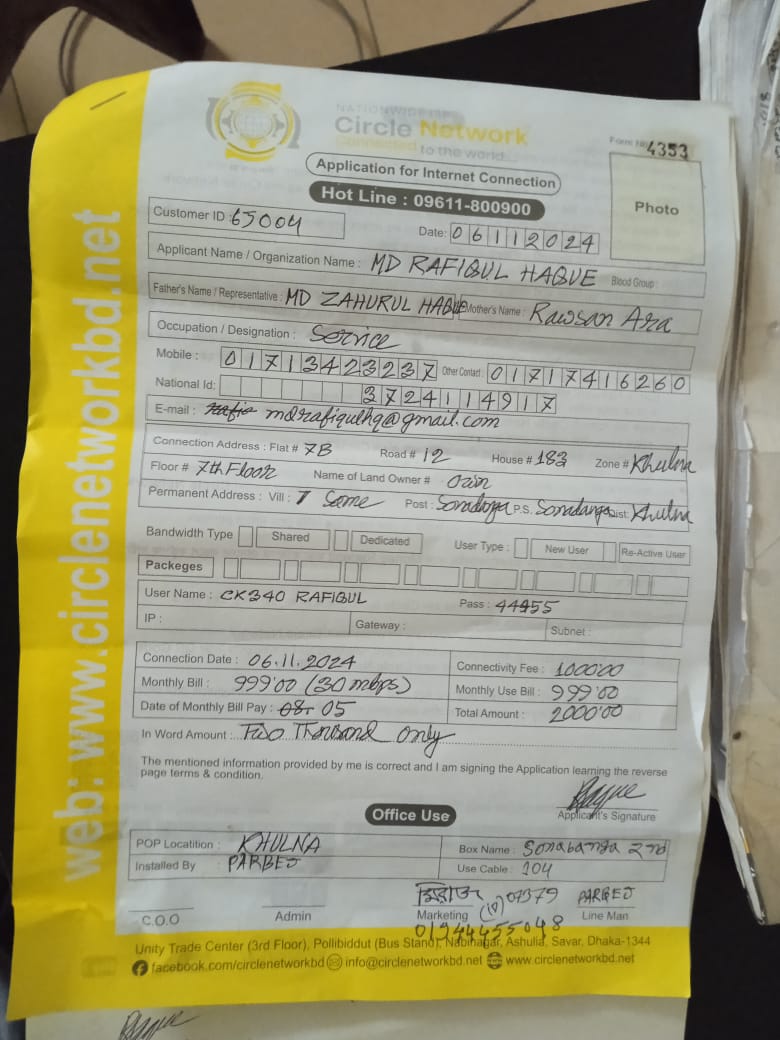 NATIONWIDE ISP
Circle Network
Connected to the world...
Form No 4353
Application for Internet Connection
Hot Line : 09611-800900
Photo
Customer ID 65004
Date: 06112024
Applicant Name / Organization Name : MD RAFIQUL HAQUE Blood Group :
Father's Name / Representative : MD ZAHURUL HAQUE Mother's Name : Rawsan Ara
Occupation / Designation : Service
Mobile : 01713423237 Other Contact : 01717416260
National Id: 3724114917
E-mail : mdrafiqulhq@gmail.com
Connection Address : Flat # 7B Road # 12 House # 183 Zone # Khulna
Floor # 7th Floor Name of Land Owner #
Permanent Address : Vill : Same Post : P.S. Sonadanga Dist: Khulna
Bandwidth Type Shared Dedicated User Type : New User Re-Active User
Packeges
User Name : CK340 RAFIQUL Pass : 44955
IP : Gateway : Subnet :
Connection Date : 06.11.2024 Connectivity Fee : 1000'00
Monthly Bill : 999'00 (30 mbps) Monthly Use Bill : 999'00
Date of Monthly Bill Pay : 08- 05 Total Amount : 2000'00
In Word Amount : Two Thousand only
The mentioned information provided by me is correct and I am signing the Application learning the reverse
page terms & condition.
Applicant's Signature
Office Use
POP Locatition : KHULNA Box Name : Sonabanga 2nd
Installed By : PARBEJ Use Cable : 104
07379 PARBEJ
C.O.O Admin Marketing Line Man
01944455048
Unity Trade Center (3rd Floor), Pollibiddut (Bus Stand), Nabinagar, Ashulia, Savar, Dhaka-1344
facebook.com/circlenetworkbd info@circlenetworkbd.net www.circlenetworkbd.net
web: www.circlenetworkbd.net